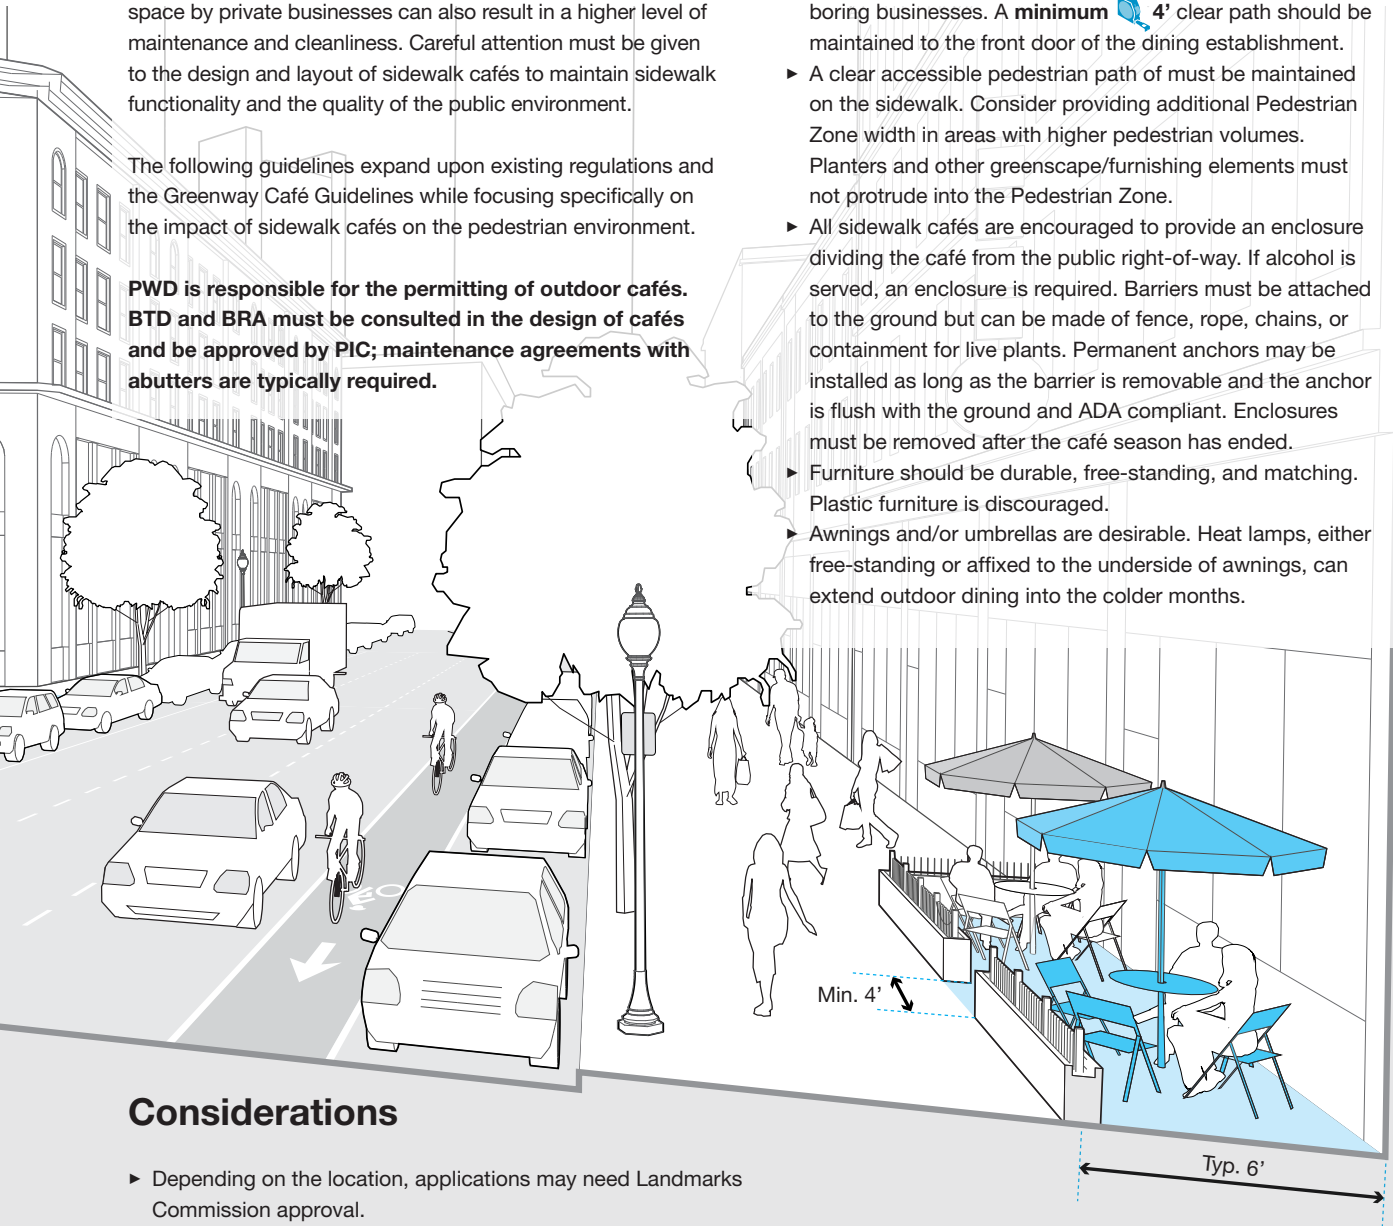 space by private businesses can also result in a higher level of
maintenance and cleanliness. Careful attention must be given
to the design and layout of sidewalk cafés to maintain sidewalk
functionality and the quality of the public environment.
The following guidelines expand upon existing regulations and
the Greenway Café Guidelines while focusing specifically on
the impact of sidewalk cafés on the pedestrian environment.
PWD is responsible for the permitting of outdoor cafés.
BTD and BRA must be consulted in the design of cafés
and be approved by PIC; maintenance agreements with
abutters are typically required.
boring businesses. A minimum 4’ clear path should be
maintained to the front door of the dining establishment.
► A clear accessible pedestrian path of must be maintained
on the sidewalk. Consider providing additional Pedestrian
Zone width in areas with higher pedestrian volumes.
Planters and other greenscape/furnishing elements must
not protrude into the Pedestrian Zone.
► All sidewalk cafés are encouraged to provide an enclosure
dividing the café from the public right-of-way. If alcohol is
served, an enclosure is required. Barriers must be attached
to the ground but can be made of fence, rope, chains, or
containment for live plants. Permanent anchors may be
installed as long as the barrier is removable and the anchor
is flush with the ground and ADA compliant. Enclosures
must be removed after the café season has ended.
► Furniture should be durable, free-standing, and matching.
Plastic furniture is discouraged.
► Awnings and/or umbrellas are desirable. Heat lamps, either
free-standing or affixed to the underside of awnings, can
extend outdoor dining into the colder months.
Min. 4’
Typ. 6’
Considerations
► Depending on the location, applications may need Landmarks
Commission approval.